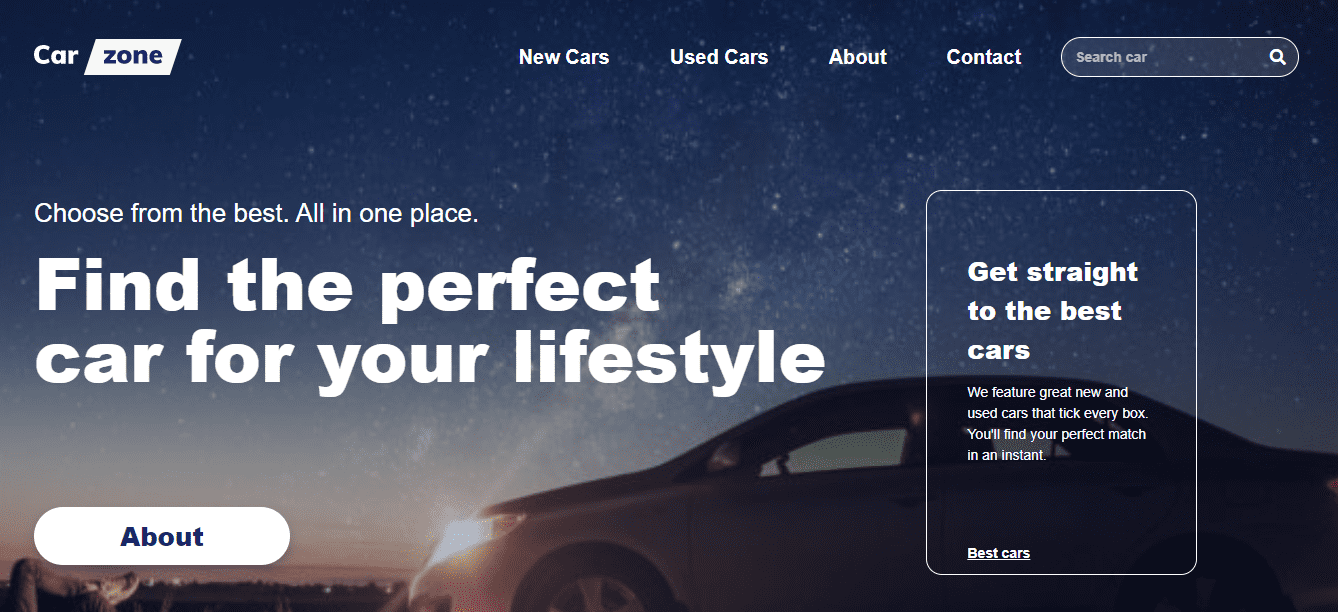 Car zone
New Cars
Used Cars
About
Contact
Search car
Choose from the best. All in one place.
Find the perfect
car for your lifestyle
About
Get straight
to the best
cars
We feature great new and
used cars that tick every box.
You'll find your perfect match
in an instant.
Best cars